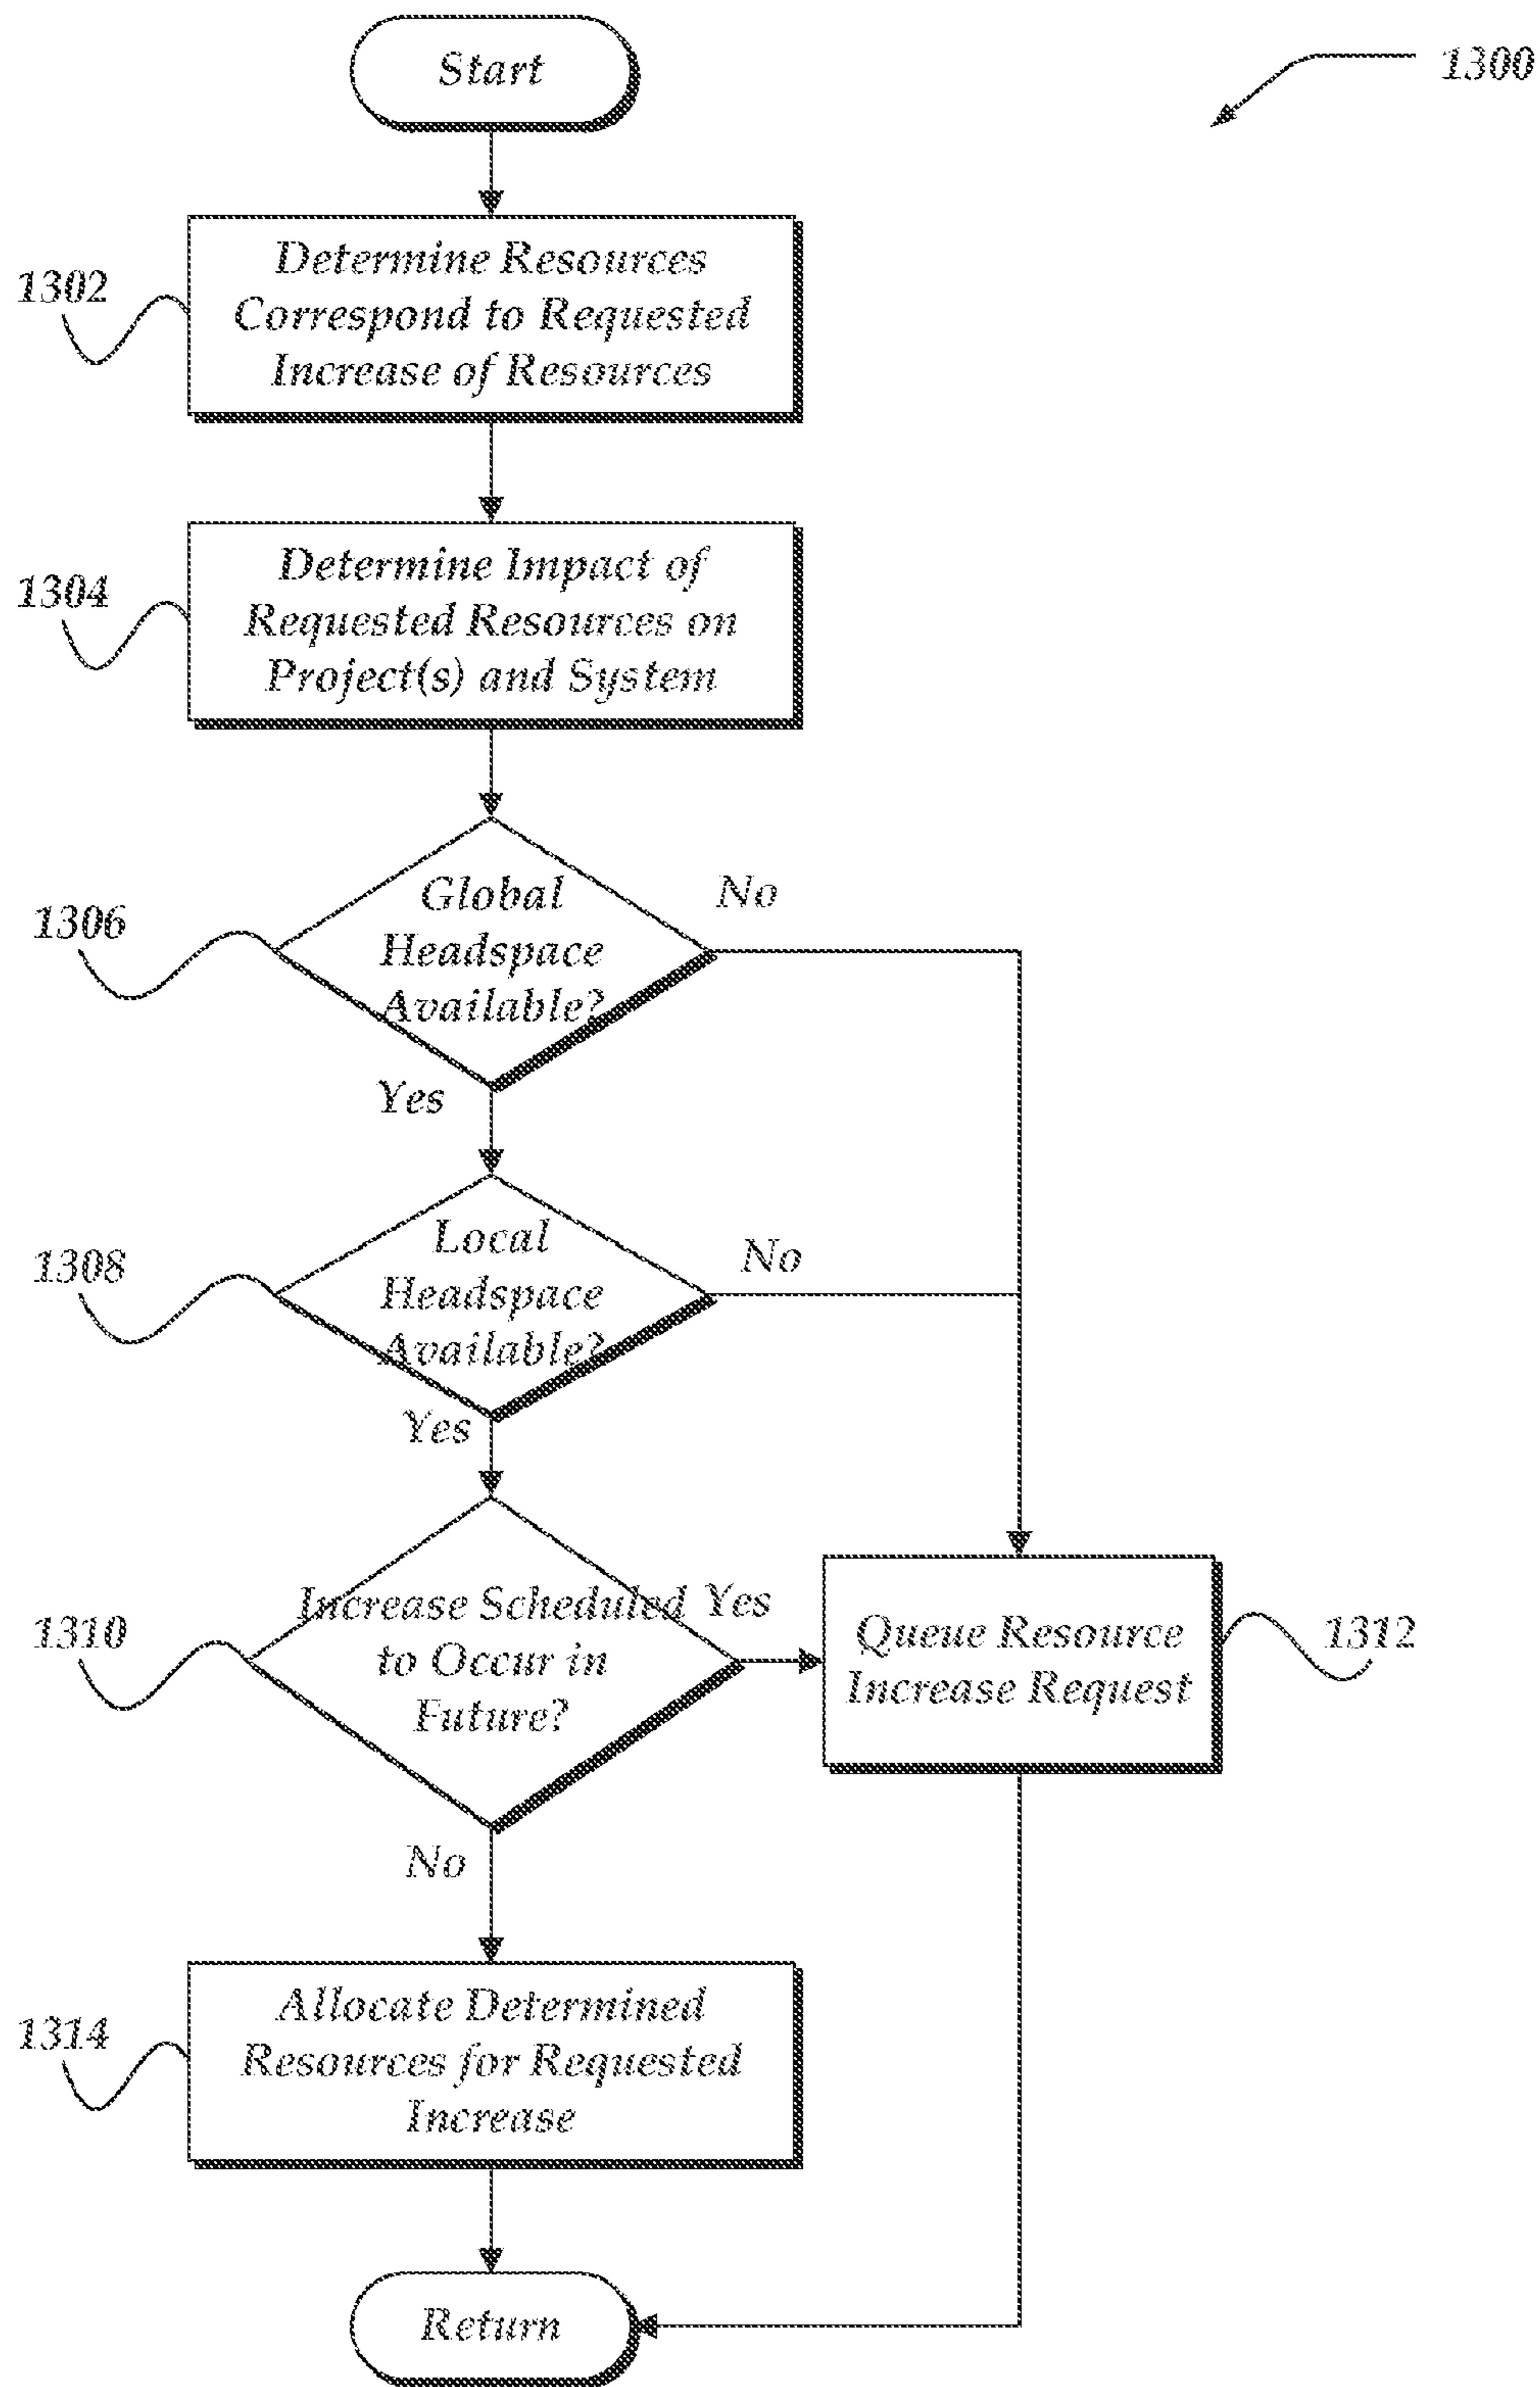 Start
1300
1302
Determine Resources
Correspond to Requested
Increase of Resources
1304
Determine Impact of
Requested Resources on
Project(s) and System
1306
Global
Headspace
Available?
No
Yes
1308
Local
Headspace
Available?
No
Yes
1310
Increase Scheduled
to Occur in
Future?
Yes
Queue Resource
Increase Request
1312
No
1314
Allocate Determined
Resources for Requested
Increase
Return